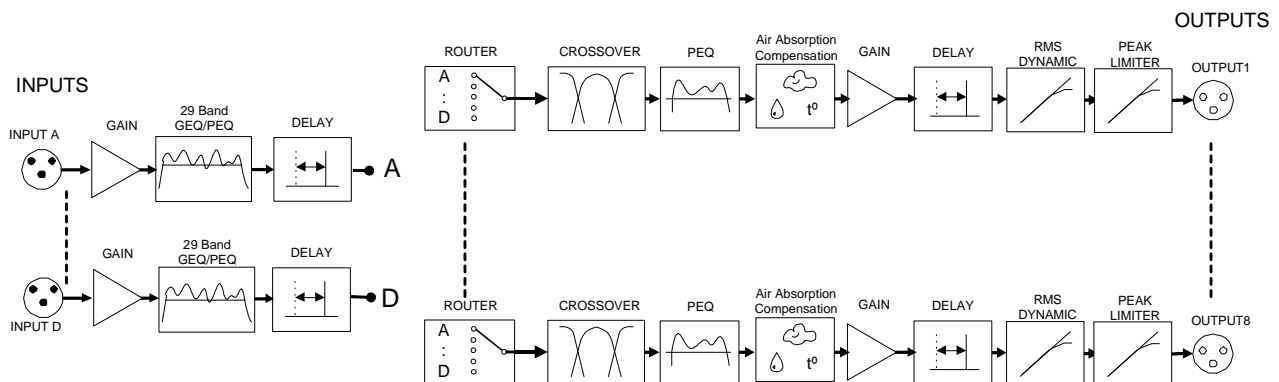 INPUTS
INPUT A
GAIN
29 Band
GEQ/PEQ
DELAY
A
INPUT D
GAIN
29 Band
GEQ/PEQ
DELAY
D
OUTPUTS
ROUTER
A
:
D
CROSSOVER
PEQ
Air Absorption
Compensation
tº
GAIN
DELAY
RMS
DYNAMIC
PEAK
LIMITER
OUTPUT1
ROUTER
A
:
D
CROSSOVER
PEQ
Air Absorption
Compensation
tº
GAIN
DELAY
RMS
DYNAMIC
PEAK
LIMITER
OUTPUT8